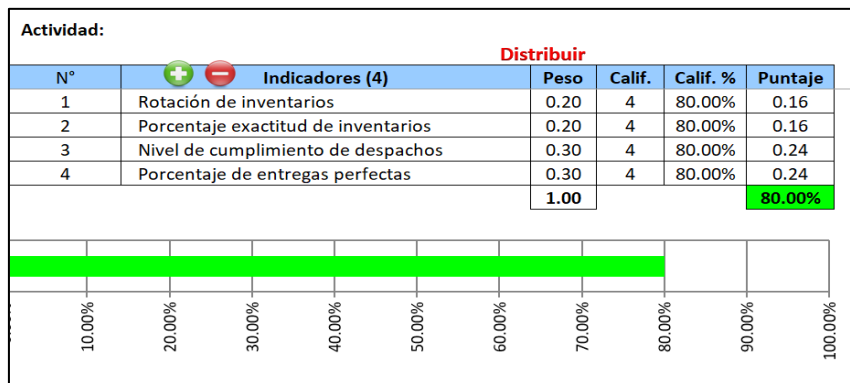 Actividad:
Distribuir
N° Indicadores (4) Peso Calif. Calif. % Puntaje
1 Rotación de inventarios 0.20 4 80.00% 0.16
2 Porcentaje exactitud de inventarios 0.20 4 80.00% 0.16
3 Nivel de cumplimiento de despachos 0.30 4 80.00% 0.24
4 Porcentaje de entregas perfectas 0.30 4 80.00% 0.24
1.00 80.00%
10.00% 20.00% 30.00% 40.00% 50.00% 60.00% 70.00% 80.00% 90.00% 100.00%